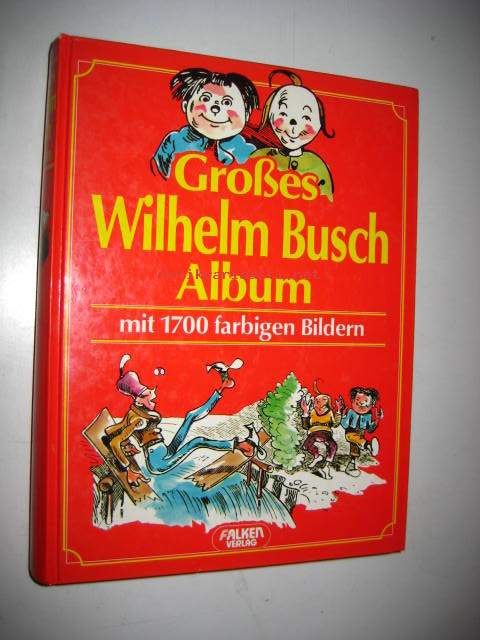 Großes
Wilhelm Busch
Album
mit 1700 farbigen Bildern
FALKEN
VERLAG